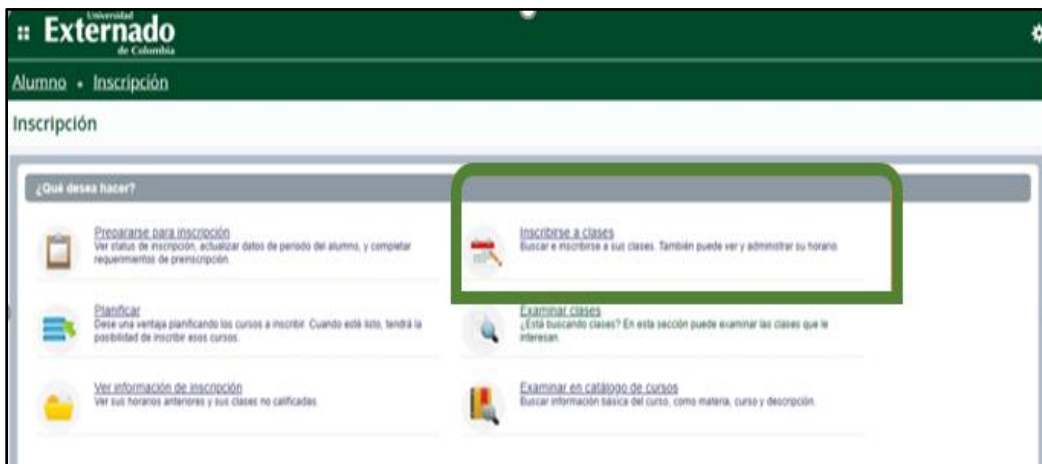 Universidad
Externado
de Colombia
Alumno • Inscripción
Inscripción
¿Qué desea hacer?
Prepararse para inscripción
Ver status de inscripción, actualizar datos de periodo del alumno, y completar
requerimientos de preinscripción.
Inscribirse a clases
Buscar e inscribirse a sus clases. También puede ver y administrar su horario.
Planificar
Dese una ventaja planificando los cursos a inscribir. Cuando esté listo, tendrá la
posibilidad de inscribir esos cursos.
Examinar clases
¿Está buscando clases? En esta sección puede examinar las clases que le
interesan.
Ver información de inscripción
Ver sus horarios anteriores y sus clases no calificadas.
Examinar en catálogo de cursos
Buscar información básica del curso, como materia, curso y descripción.